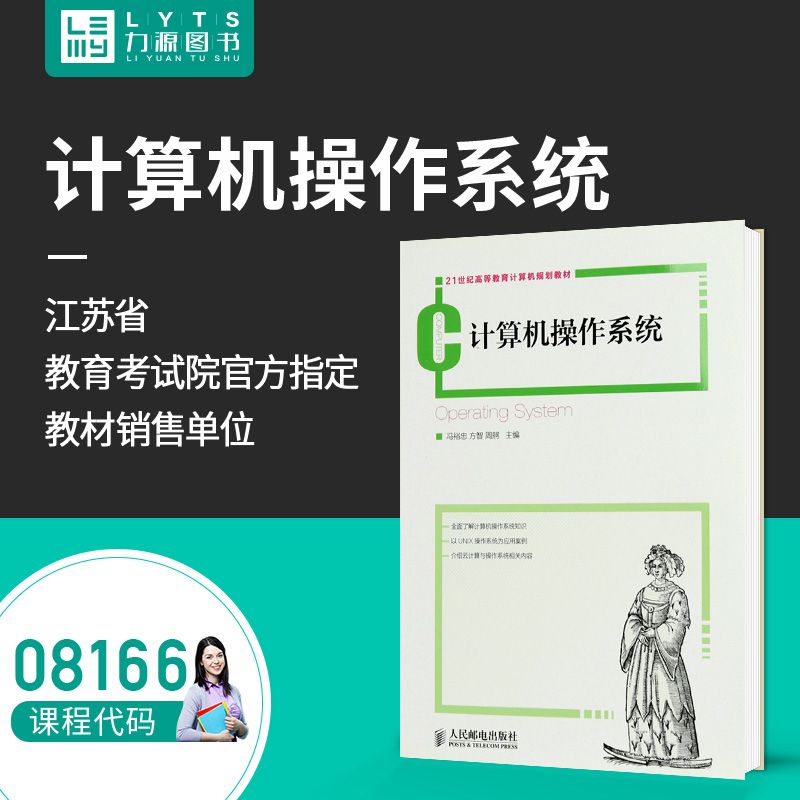 LEMY
LYTS
力源图书
LI YUAN TU SHU
计算机操作系统
江苏省
教育考试院官方指定
教材销售单位
21世纪高等教育计算机规划教材
COMPUTER
计算机操作系统
Operating System
冯裕忠 方智 周舸 主编
全面了解计算机操作系统知识
以 UNIX 操作系统为应用案例
介绍云计算与操作系统相关内容
人民邮电出版社
POSTS & TELECOM PRESS
08166
课程代码